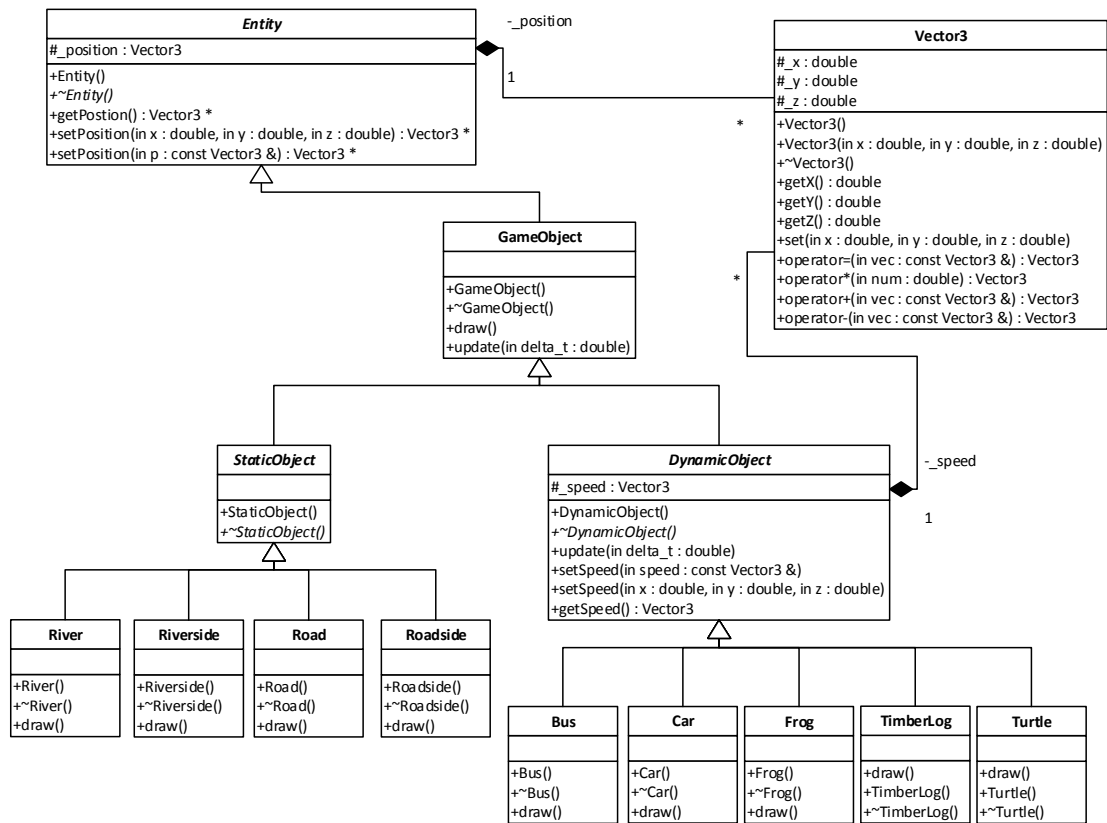 Entity
#_position : Vector3
+Entity()
+~Entity()
+getPostion() : Vector3 *
+setPosition(in x : double, in y : double, in z : double) : Vector3 *
+setPosition(in p : const Vector3 &) : Vector3 *
-_position
1
*
Vector3
#_x : double
#_y : double
#_z : double
+Vector3()
+Vector3(in x : double, in y : double, in z : double)
+~Vector3()
+getX() : double
+getY() : double
+getZ() : double
+set(in x : double, in y : double, in z : double)
+operator=(in vec : const Vector3 &) : Vector3
+operator*(in num : double) : Vector3
+operator+(in vec : const Vector3 &) : Vector3
+operator-(in vec : const Vector3 &) : Vector3
*
GameObject
+GameObject()
+~GameObject()
+draw()
+update(in delta_t : double)
StaticObject
+StaticObject()
+~StaticObject()
DynamicObject
#_speed : Vector3
+DynamicObject()
+~DynamicObject()
+update(in delta_t : double)
+setSpeed(in speed : const Vector3 &)
+setSpeed(in x : double, in y : double, in z : double)
+getSpeed() : Vector3
-_speed
1
River
+River()
+~River()
+draw()
Riverside
+Riverside()
+~Riverside()
+draw()
Road
+Road()
+~Road()
+draw()
Roadside
+Roadside()
+~Roadside()
+draw()
Bus
+Bus()
+~Bus()
+draw()
Car
+Car()
+~Car()
+draw()
Frog
+Frog()
+~Frog()
+draw()
TimberLog
+draw()
+TimberLog()
+~TimberLog()
Turtle
+draw()
+Turtle()
+~Turtle()